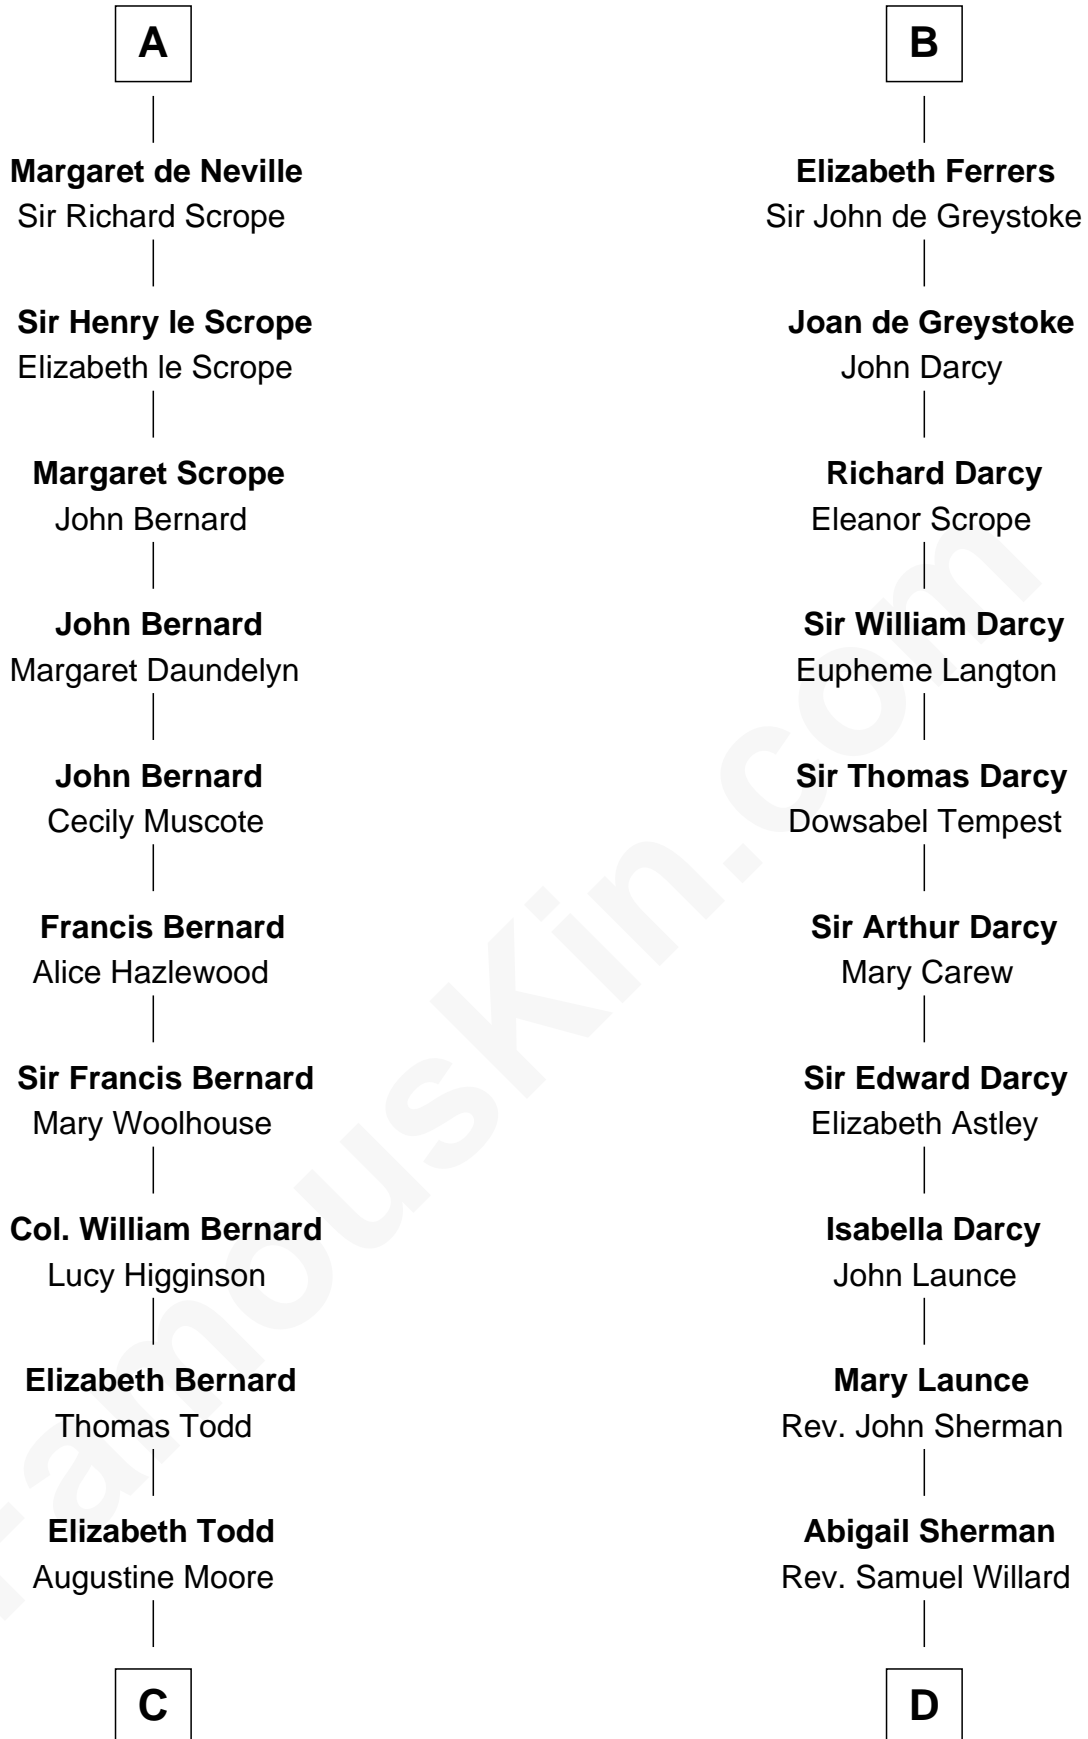 A
Margaret de Neville
Sir Richard Scrope
Sir Henry le Scrope
Elizabeth le Scrope
Margaret Scrope
John Bernard
John Bernard
Margaret Daundelyn
John Bernard
Cecily Muscote
Francis Bernard
Alice Hazlewood
Sir Francis Bernard
Mary Woolhouse
Col. William Bernard
Lucy Higginson
Elizabeth Bernard
Thomas Todd
Elizabeth Todd
Augustine Moore
C
B
Elizabeth Ferrers
Sir John de Greystoke
Joan de Greystoke
John Darcy
Richard Darcy
Eleanor Scrope
Sir William Darcy
Eupheme Langton
Sir Thomas Darcy
Dowsabel Tempest
Sir Arthur Darcy
Mary Carew
Sir Edward Darcy
Elizabeth Astley
Isabella Darcy
John Launce
Mary Launce
Rev. John Sherman
Abigail Sherman
Rev. Samuel Willard
D
FamousKin.com